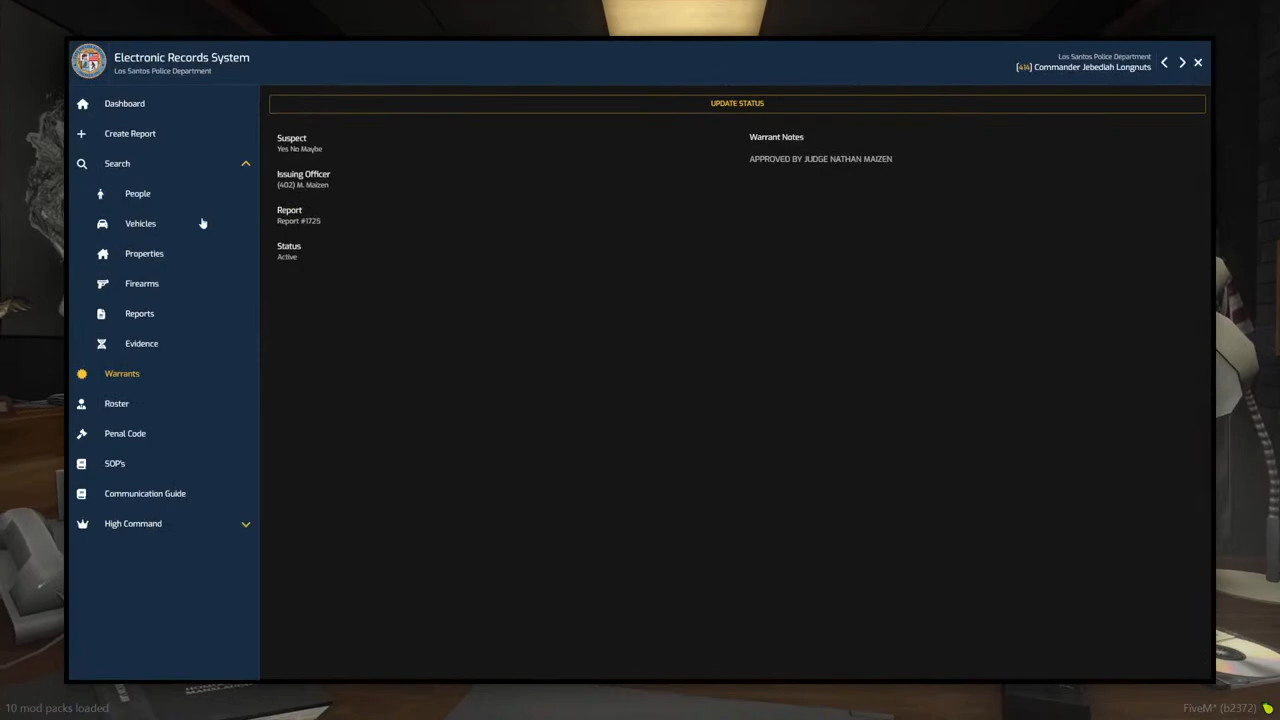 Electronic Records System
Los Santos Police Department
Los Santos Police Department
[414] Commander Jebediah Longnuts
Dashboard
Create Report
Search
People
Vehicles
Properties
Firearms
Reports
Evidence
Warrants
Roster
Penal Code
SOP's
Communication Guide
High Command
UPDATE STATUS
Suspect
Yes No Maybe
Issuing Officer
(402) M. Maizen
Report
Report #1725
Status
Active
Warrant Notes
APPROVED BY JUDGE NATHAN MAIZEN
10 mod packs loaded
FiveM* (b2372)